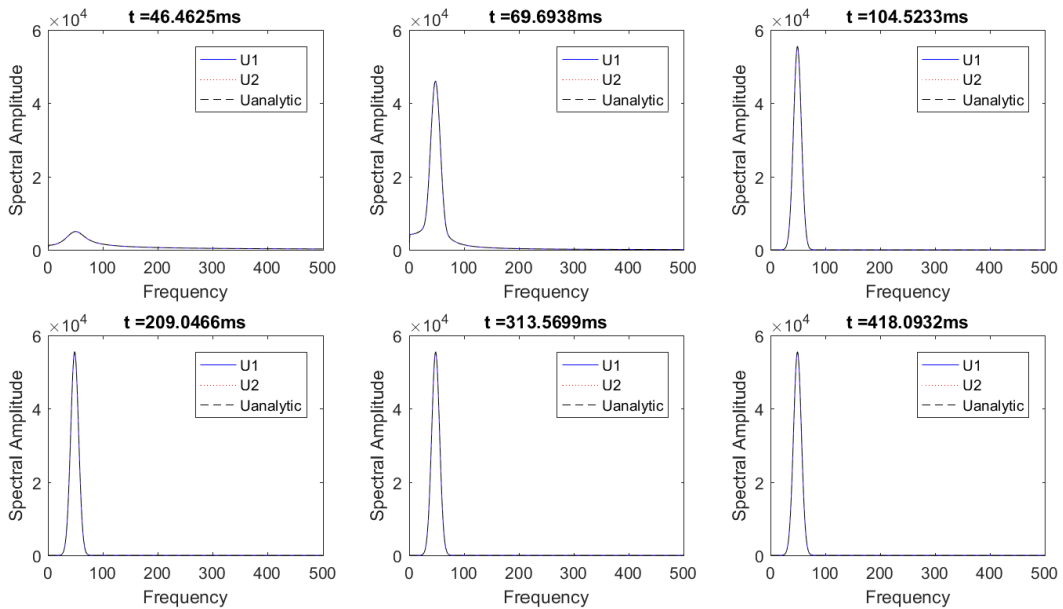 t =46.4625ms
×10^4
6
4
2
0
Spectral Amplitude
U1
U2
Uanalytic
0 100 200 300 400 500
Frequency
t =69.6938ms
×10^4
6
4
2
0
Spectral Amplitude
U1
U2
Uanalytic
0 100 200 300 400 500
Frequency
t =104.5233ms
×10^4
6
4
2
0
Spectral Amplitude
U1
U2
Uanalytic
0 100 200 300 400 500
Frequency
t =209.0466ms
×10^4
6
4
2
0
Spectral Amplitude
U1
U2
Uanalytic
0 100 200 300 400 500
Frequency
t =313.5699ms
×10^4
6
4
2
0
Spectral Amplitude
U1
U2
Uanalytic
0 100 200 300 400 500
Frequency
t =418.0932ms
×10^4
6
4
2
0
Spectral Amplitude
U1
U2
Uanalytic
0 100 200 300 400 500
Frequency